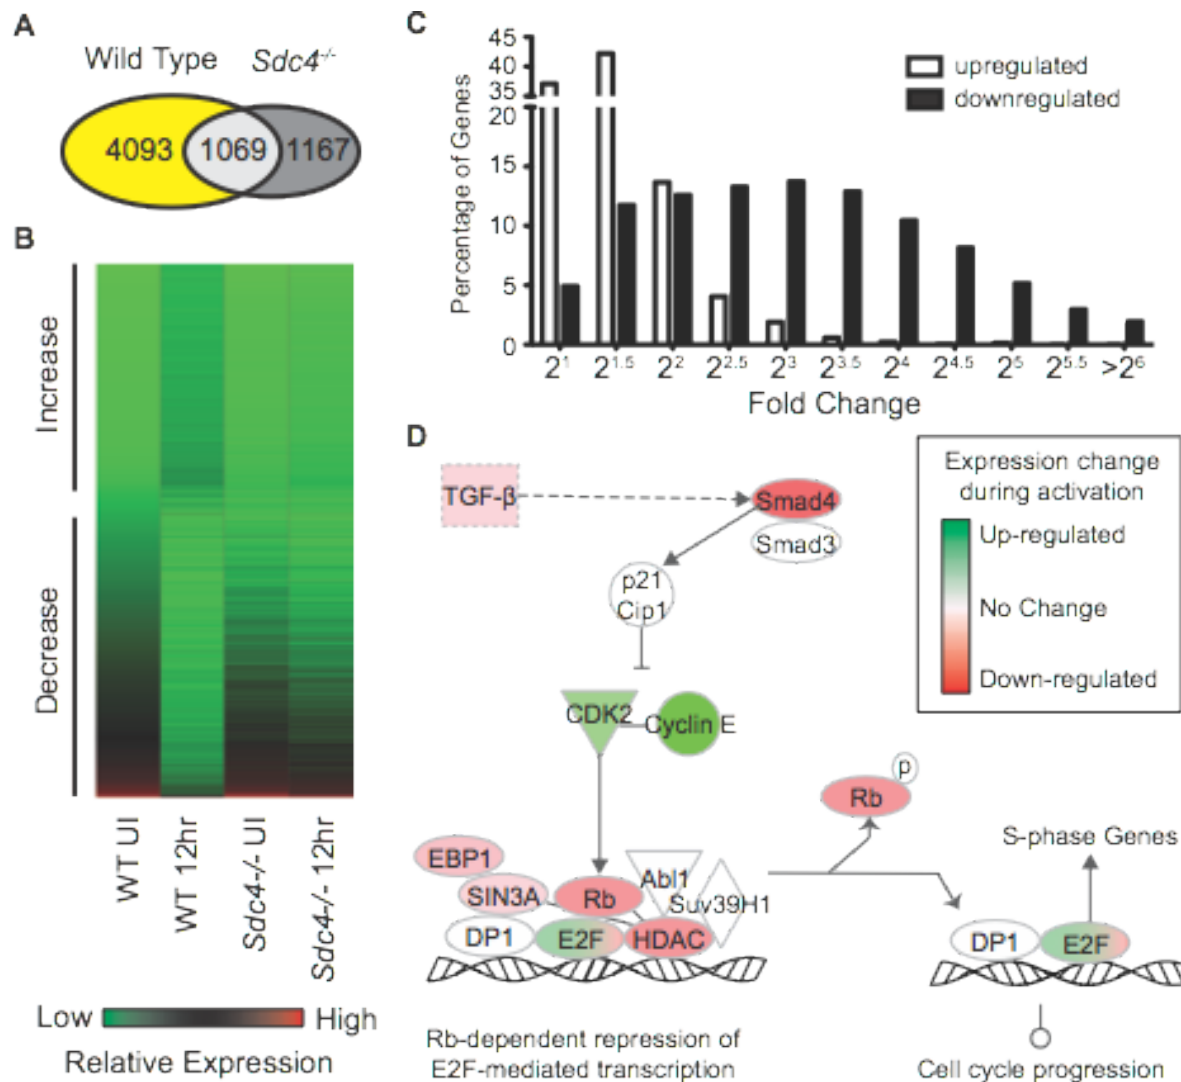 A
Wild Type
Sdc4-/-
4093
1069
1167
B
Increase
Decrease
WT UI
WT 12hr
Sdc4-/- UI
Sdc4-/- 12hr
Low
High
Relative Expression
C
Percentage of Genes
45
40
35
20
15
10
5
0
upregulated
downregulated
2^1 2^1.5 2^2 2^2.5 2^3 2^3.5 2^4 2^4.5 2^5 2^5.5 >2^6
Fold Change
D
TGF-β
Smad4
Smad3
p21
Cip1
CDK2
Cyclin E
EBP1
SIN3A
Rb
Abl1
Suv39H1
DP1
E2F
HDAC
Rb-dependent repression of
E2F-mediated transcription
Rb
p
S-phase Genes
DP1
E2F
Cell cycle progression
Expression change
during activation
Up-regulated
No Change
Down-regulated